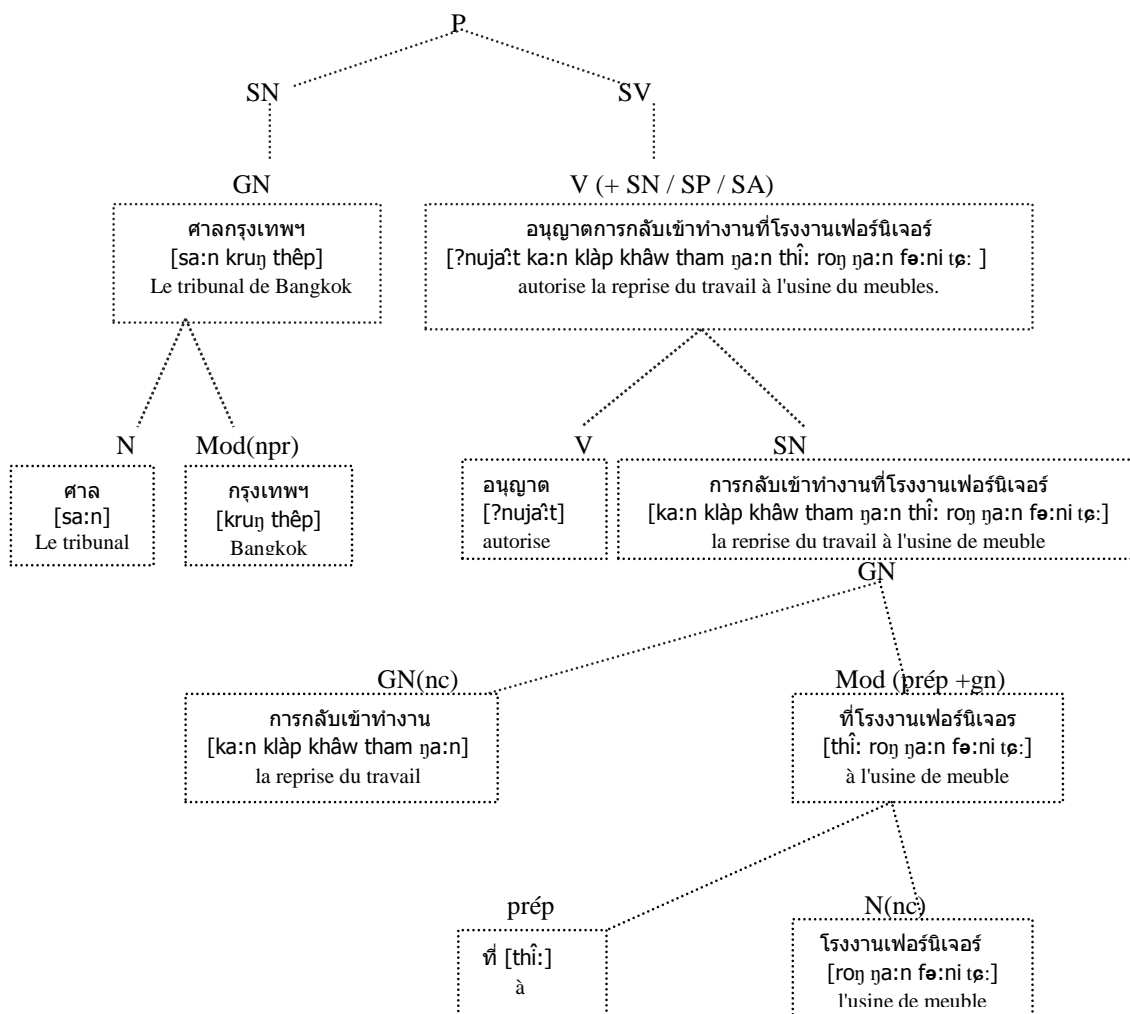 P
SN SV
GN V (+ SN / SP / SA)
ศาลกรุงเทพฯ
[sa:n kruŋ thêp]
Le tribunal de Bangkok
อนุญาตการกลับเข้าทำงานที่โรงงานเฟอร์นิเจอร์
[?nuja:̂t ka:n klàp khâw tham ŋa:n thî: roŋ ŋa:n fə:ni tɕ: ]
autorise la reprise du travail à l'usine du meubles.
N Mod(npr) V SN
ศาล
[sa:n]
Le tribunal
กรุงเทพฯ
[kruŋ thêp]
Bangkok
อนุญาต
[?nuja:̂t]
autorise
การกลับเข้าทำงานที่โรงงานเฟอร์นิเจอร์
[ka:n klàp khâw tham ŋa:n thî: roŋ ŋa:n fə:ni tɕ:]
la reprise du travail à l'usine de meuble
GN
GN(nc) Mod (prép +gn)
การกลับเข้าทำงาน
[ka:n klàp khâw tham ŋa:n]
la reprise du travail
ที่โรงงานเฟอร์นิเจอร
[thî: roŋ ŋa:n fə:ni tɕ:]
à l'usine de meuble
prép N(nc)
ที่ [thî:]
à
โรงงานเฟอร์นิเจอร์
[roŋ ŋa:n fə:ni tɕ:]
l'usine de meuble